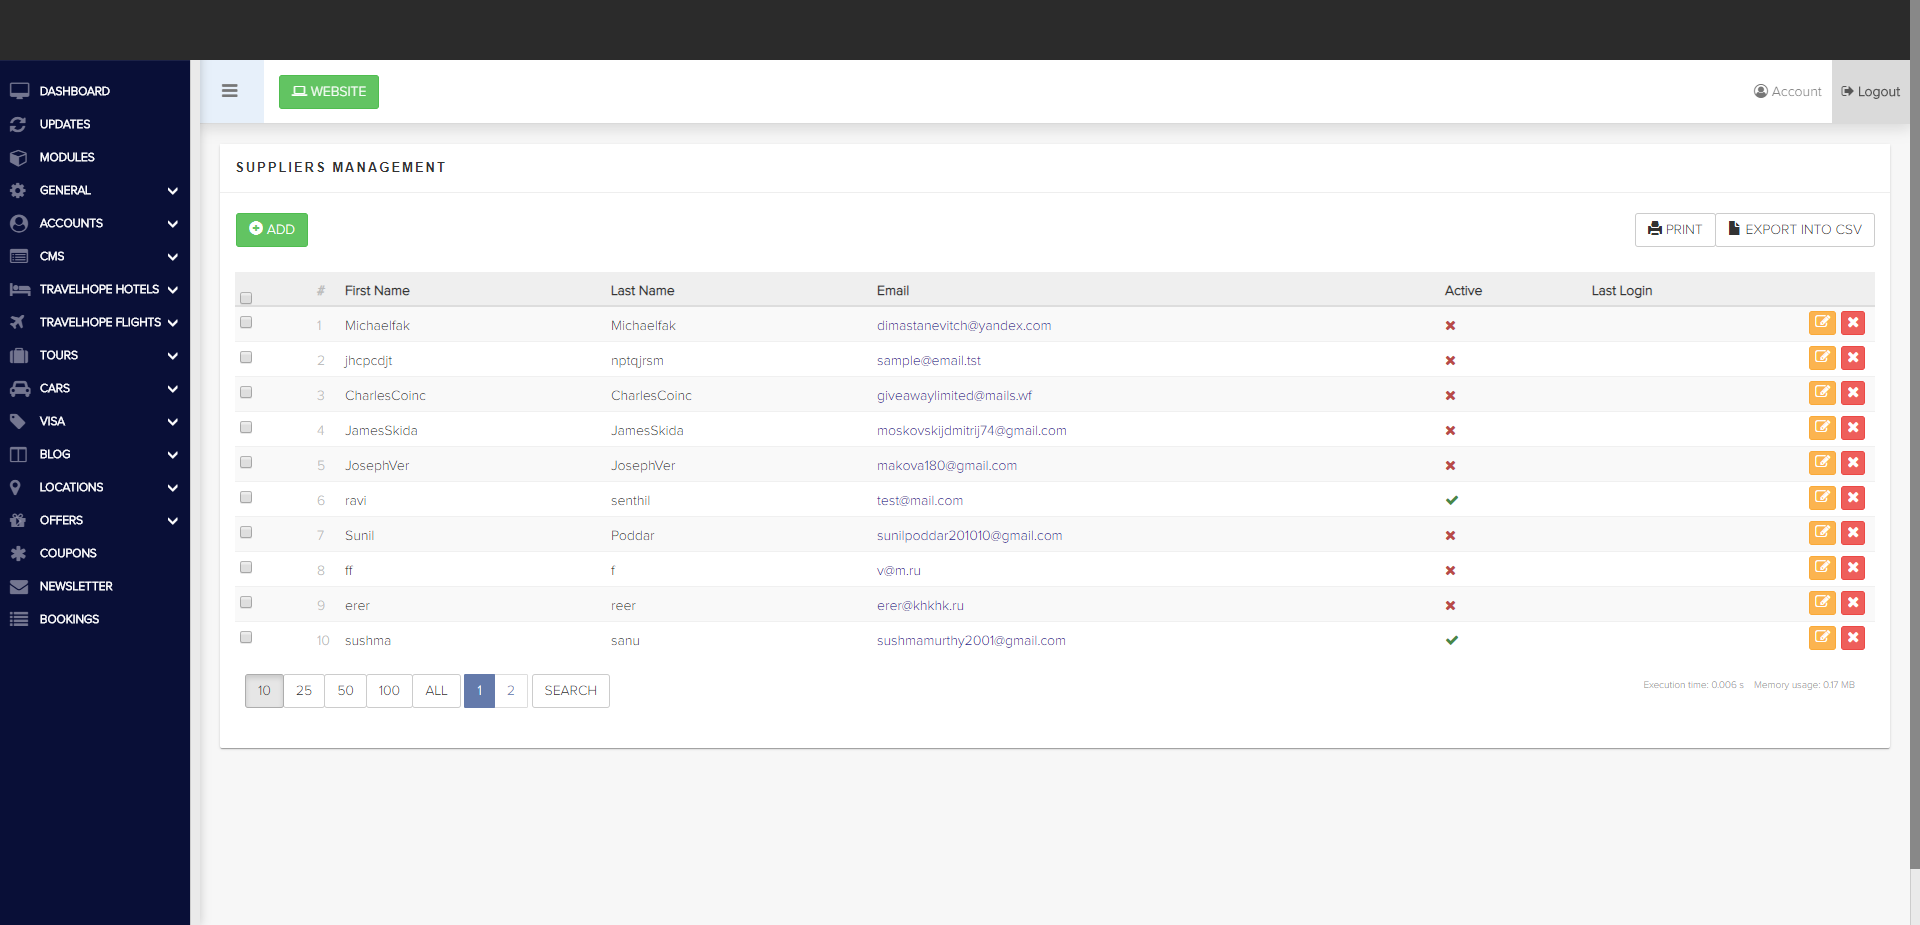 WEBSITE
Account
Logout
DASHBOARD
UPDATES
MODULES
GENERAL
ACCOUNTS
CMS
TRAVELHOPE HOTELS
TRAVELHOPE FLIGHTS
TOURS
CARS
VISA
BLOG
LOCATIONS
OFFERS
COUPONS
NEWSLETTER
BOOKINGS
SUPPLIERS MANAGEMENT
ADD
PRINT
EXPORT INTO CSV
# First Name Last Name Email Active Last Login
1 Michaelfak Michaelfak dimastanevitch@yandex.com
2 jhcpcdjt nptqjrsm sample@email.tst
3 CharlesCoinc CharlesCoinc giveawaylimited@mails.wf
4 JamesSkida JamesSkida moskovskijdmitrij74@gmail.com
5 JosephVer JosephVer makova180@gmail.com
6 ravi senthil test@mail.com
7 Sunil Poddar sunilpoddar201010@gmail.com
8 ff f v@m.ru
9 erer reer erer@khkhk.ru
10 sushma sanu sushmamurthy2001@gmail.com
10 25 50 100 ALL 1 2 SEARCH
Execution time: 0.006 s Memory usage: 0.17 MB